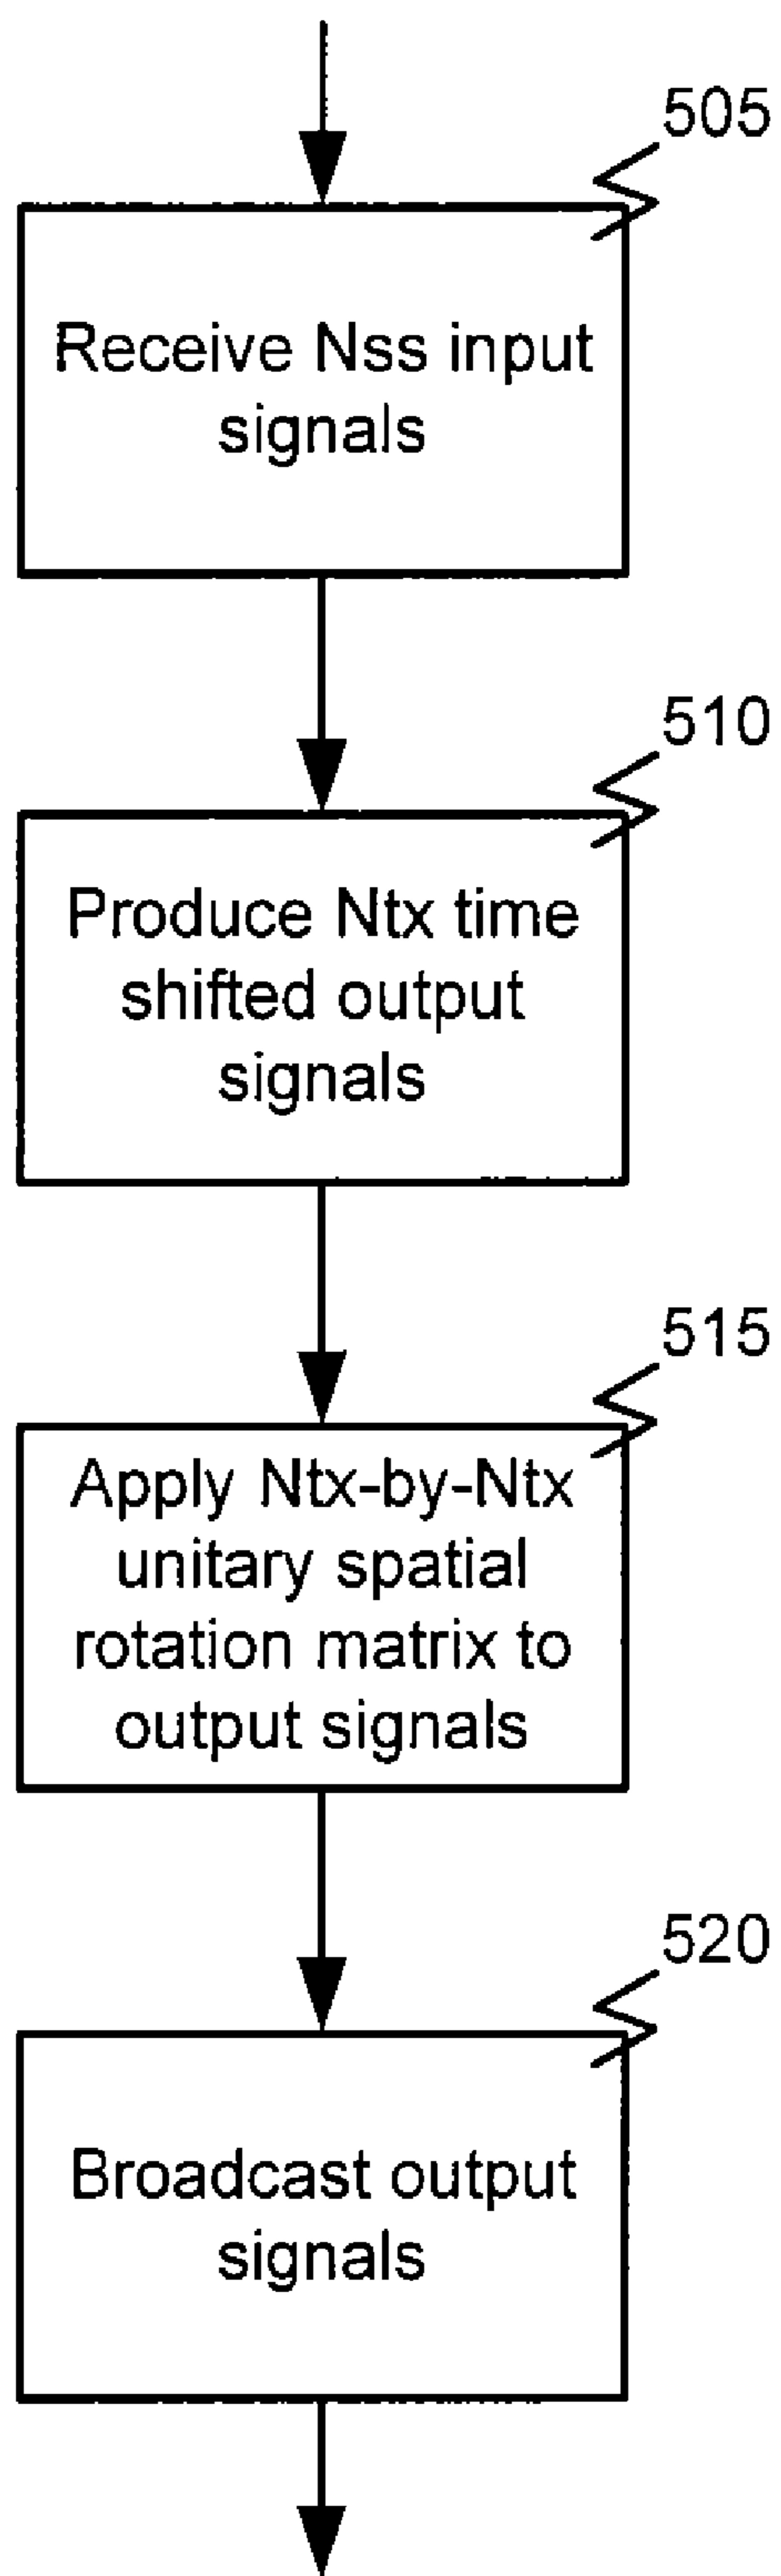 505
Receive Nss input
signals
510
Produce Ntx time
shifted output
signals
515
Apply Ntx-by-Ntx
unitary spatial
rotation matrix to
output signals
520
Broadcast output
signals